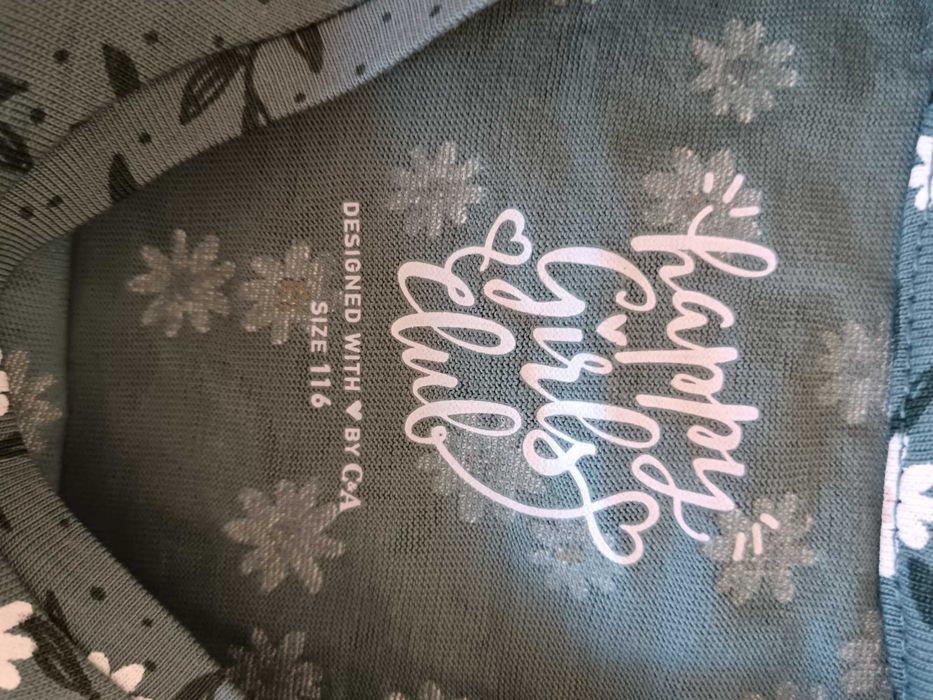 happy
Girls
Club
DESIGNED WITH ♥ BY C&A
SIZE 116